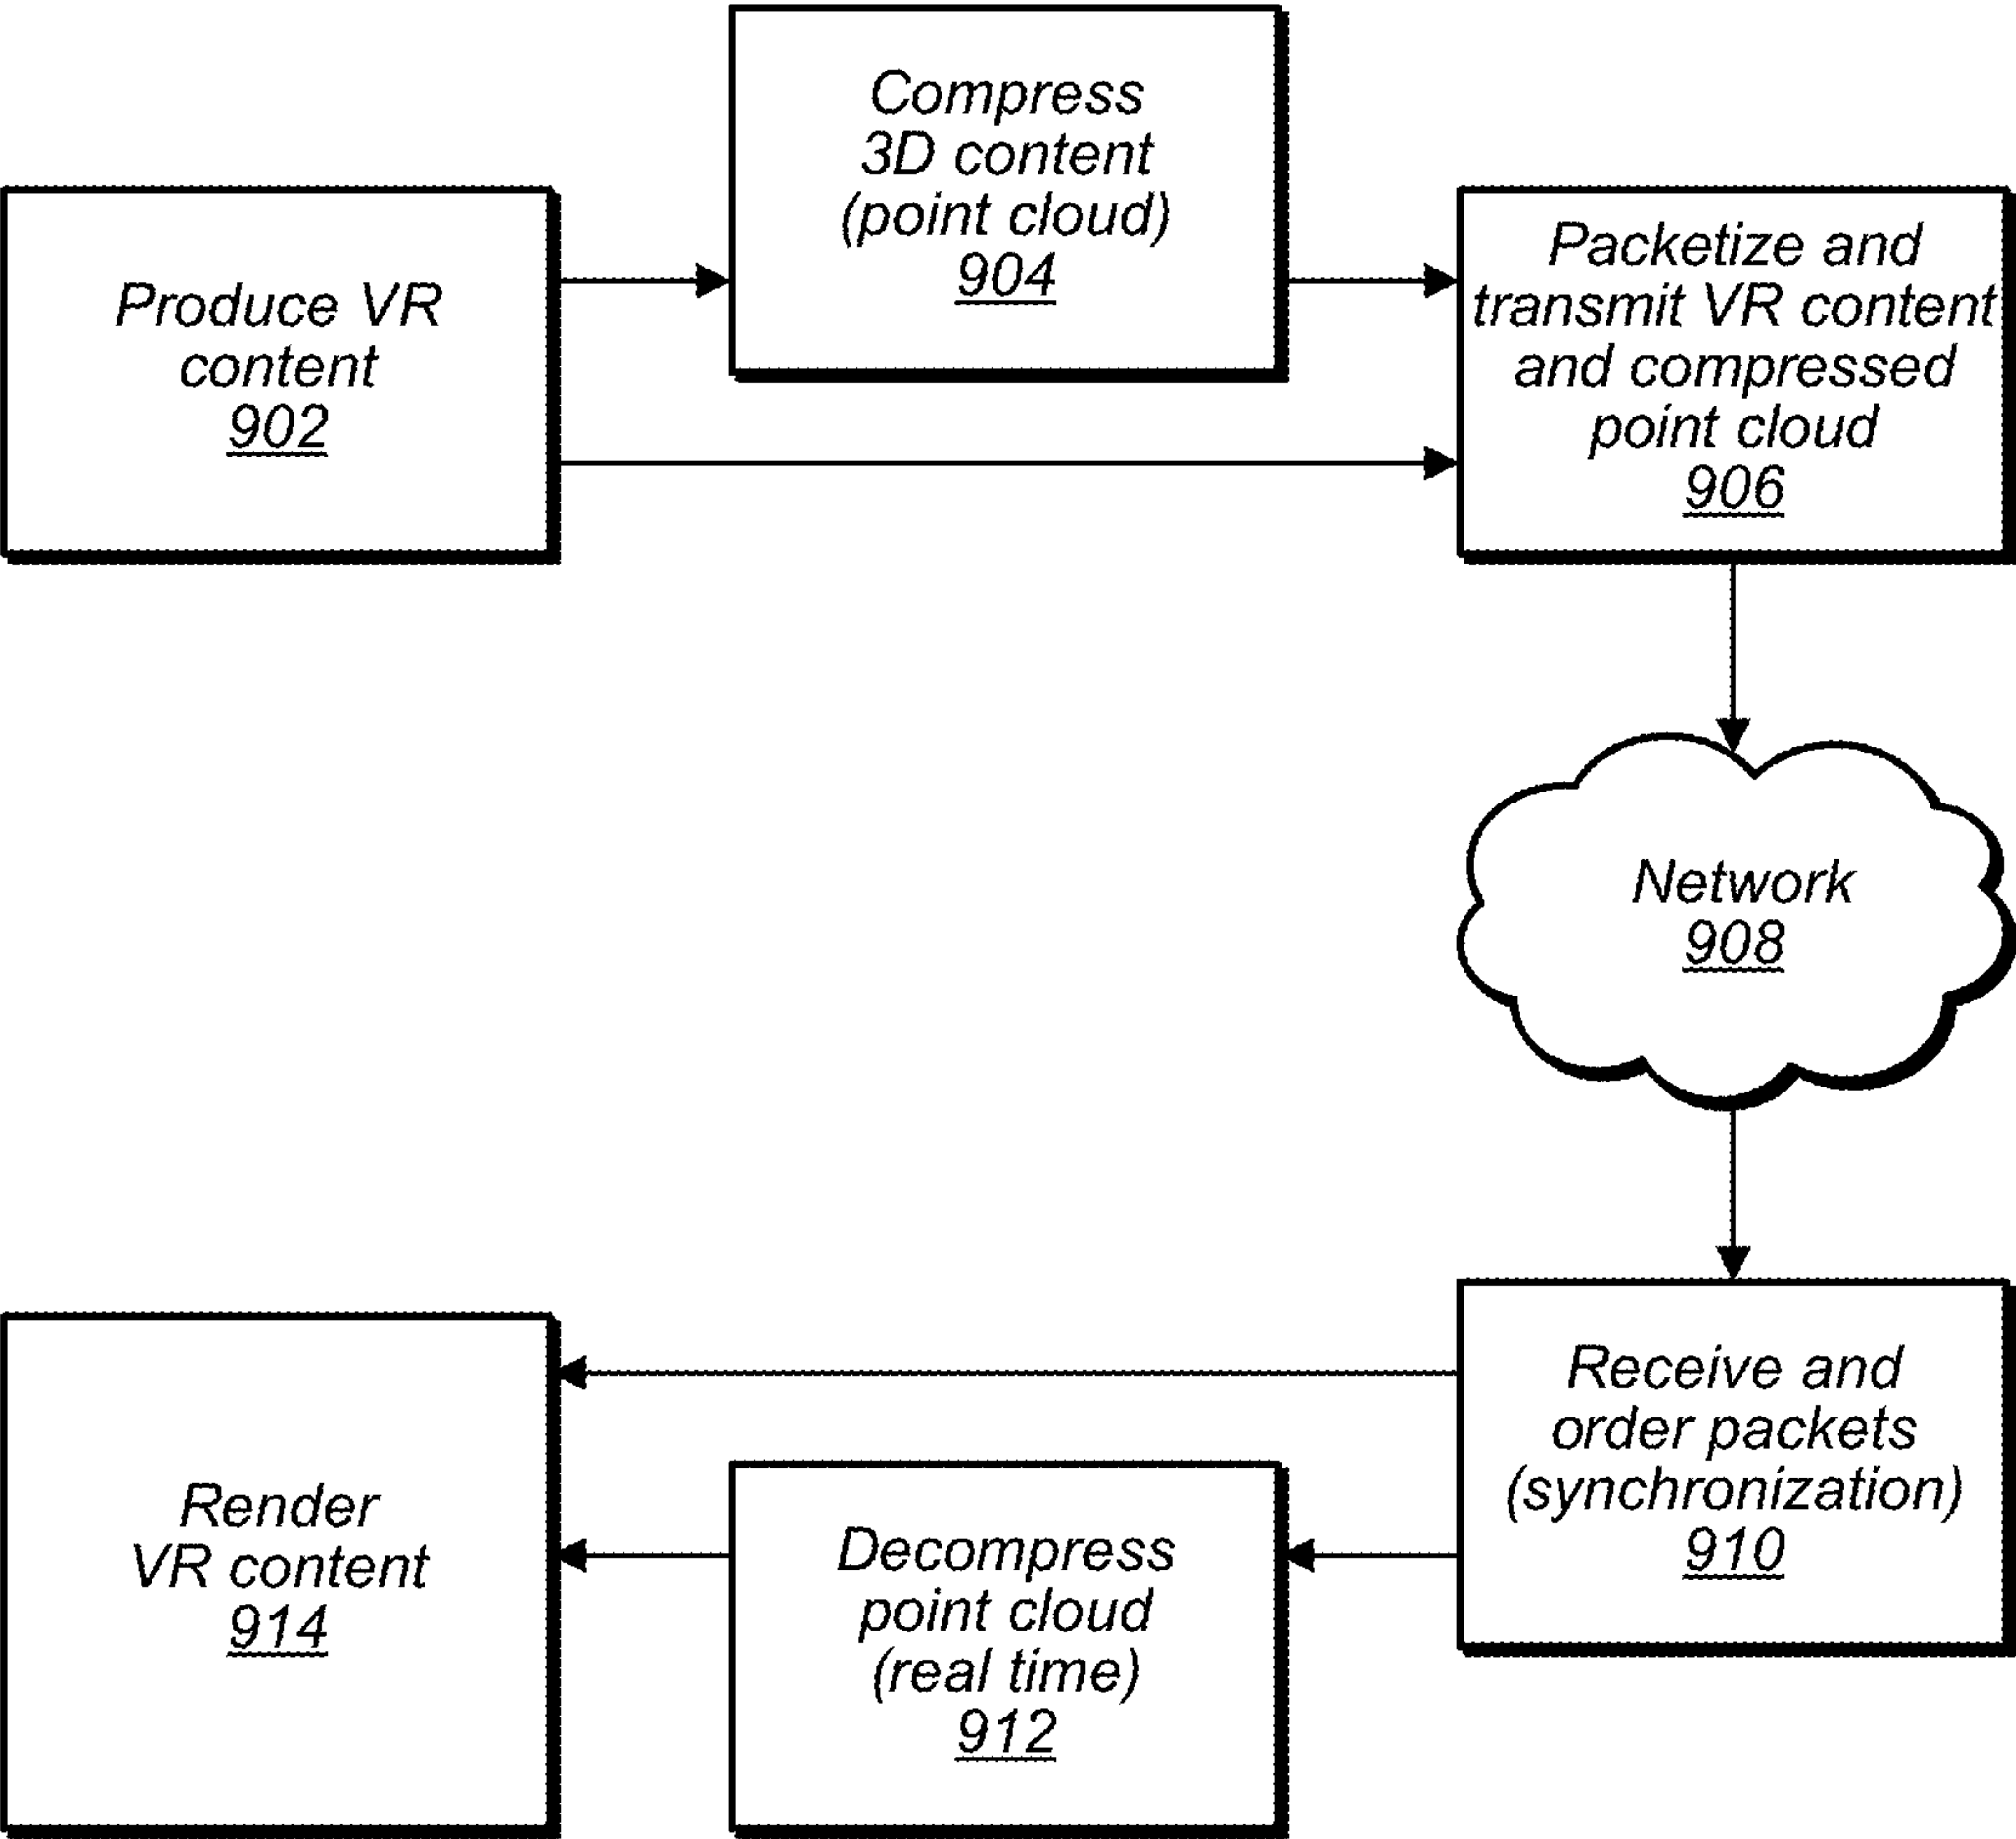 Compress
3D content
(point cloud)
904
Produce VR
content
902
Packetize and
transmit VR content
and compressed
point cloud
906
Network
908
Receive and
order packets
(synchronization)
910
Decompress
point cloud
(real time)
912
Render
VR content
914